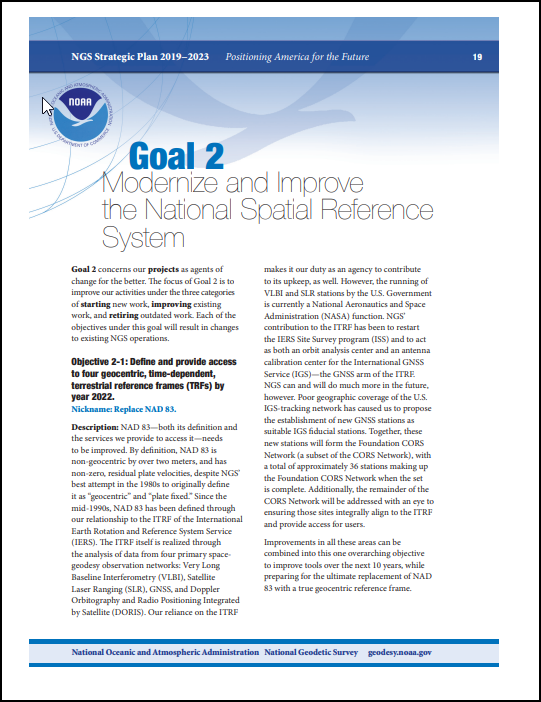 NGS Strategic Plan 2019–2023 Positioning America for the Future 19
NATIONAL OCEANIC AND ATMOSPHERIC ADMINISTRATION
NOAA
U.S. DEPARTMENT OF COMMERCE
Goal 2
Modernize and Improve
the National Spatial Reference
System
Goal 2 concerns our projects as agents of
change for the better. The focus of Goal 2 is to
improve our activities under the three categories
of starting new work, improving existing
work, and retiring outdated work. Each of the
objectives under this goal will result in changes
to existing NGS operations.
Objective 2-1: Define and provide access
to four geocentric, time-dependent,
terrestrial reference frames (TRFs) by
year 2022.
Nickname: Replace NAD 83.
Description: NAD 83—both its definition and
the services we provide to access it—needs
to be improved. By definition, NAD 83 is
non-geocentric by over two meters, and has
non-zero, residual plate velocities, despite NGS'
best attempt in the 1980s to originally define
it as “geocentric” and “plate fixed.” Since the
mid-1990s, NAD 83 has been defined through
our relationship to the ITRF of the International
Earth Rotation and Reference System Service
(IERS). The ITRF itself is realized through
the analysis of data from four primary space-
geodesy observation networks: Very Long
Baseline Interferometry (VLBI), Satellite
Laser Ranging (SLR), GNSS, and Doppler
Orbitography and Radio Positioning Integrated
by Satellite (DORIS). Our reliance on the ITRF
makes it our duty as an agency to contribute
to its upkeep, as well. However, the running of
VLBI and SLR stations by the U.S. Government
is currently a National Aeronautics and Space
Administration (NASA) function. NGS'
contribution to the ITRF has been to restart
the IERS Site Survey program (ISS) and to act
as both an orbit analysis center and an antenna
calibration center for the International GNSS
Service (IGS)—the GNSS arm of the ITRF.
NGS can and will do much more in the future,
however. Poor geographic coverage of the U.S.
IGS-tracking network has caused us to propose
the establishment of new GNSS stations as
suitable IGS fiducial stations. Together, these
new stations will form the Foundation CORS
Network (a subset of the CORS Network), with
a total of approximately 36 stations making up
the Foundation CORS Network when the set
is complete. Additionally, the remainder of the
CORS Network will be addressed with an eye to
ensuring those sites integrally align to the ITRF
and provide access for users.
Improvements in all these areas can be
combined into this one overarching objective
to improve tools over the next 10 years, while
preparing for the ultimate replacement of NAD
83 with a true geocentric reference frame.
National Oceanic and Atmospheric Administration National Geodetic Survey geodesy.noaa.gov